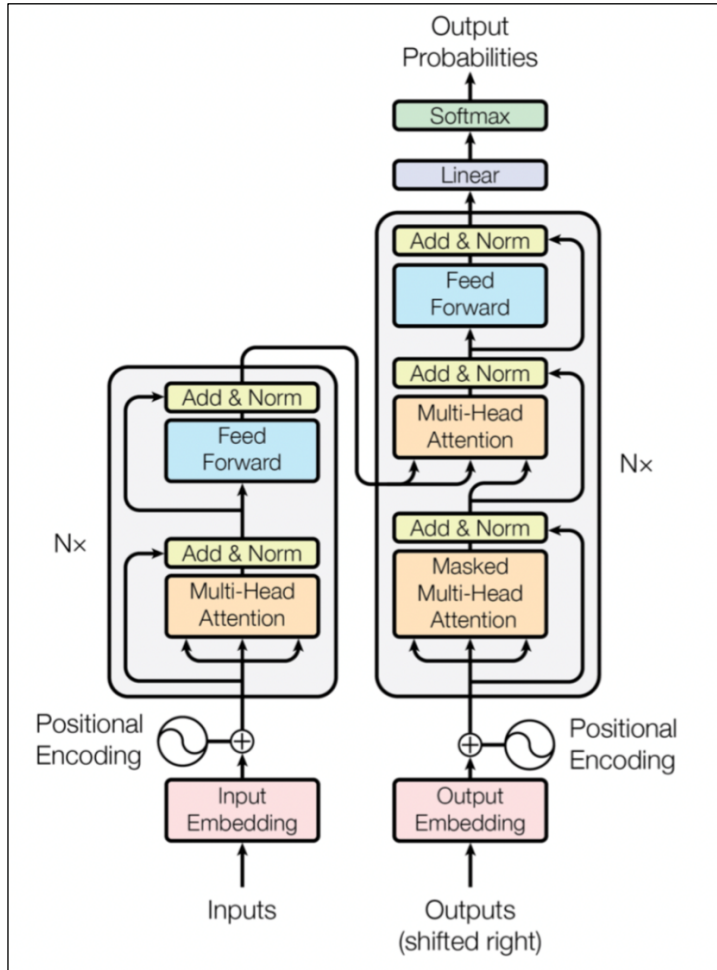 Output
Probabilities
Softmax
Linear
Add & Norm
Feed
Forward
Add & Norm
Multi-Head
Attention
Add & Norm
Masked
Multi-Head
Attention
Nx
Add & Norm
Feed
Forward
Add & Norm
Multi-Head
Attention
Nx
Positional
Encoding
Positional
Encoding
Input
Embedding
Output
Embedding
Inputs
Outputs
(shifted right)